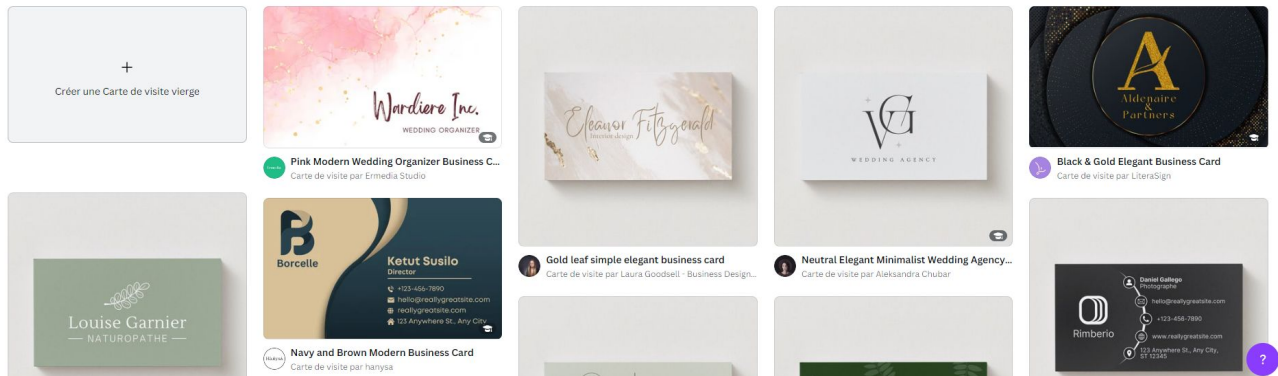 Créer une Carte de visite vierge
Louise Garnier
NATUROPATHE
Wardiere Inc.
WEDDING ORGANIZER
Pink Modern Wedding Organizer Business C...
Carte de visite par Ermedia Studio
B
Borcelle
Ketut Susilo
Director
+123-456-7890
hello@reallygreatsite.com
reallygreatsite.com
123 Anywhere St., Any City
Navy and Brown Modern Business Card
Carte de visite par hanysa
Eleanor Fitzgerald
Interior design
Gold leaf simple elegant business card
Carte de visite par Laura Goodsell - Business Design...
VG
WEDDING AGENCY
Neutral Elegant Minimalist Wedding Agency...
Carte de visite par Aleksandra Chubar
A
Aldenaire
&
Partners
Black & Gold Elegant Business Card
Carte de visite par LiteraSign
Rimberio
Daniel Gallego
Photographe
hello@reallygreatsite.com
+123-456-7890
www.reallygreatsite.com
123 Anywhere St., Any City,
ST 12345
?